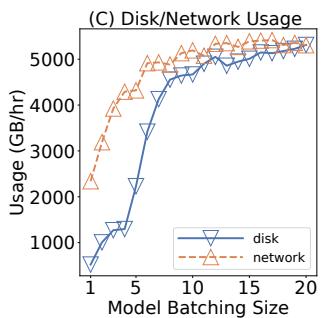 (C) Disk/Network Usage
Usage (GB/hr)
5000
4000
3000
2000
1000
disk
network
1 5 10 15 20
Model Batching Size